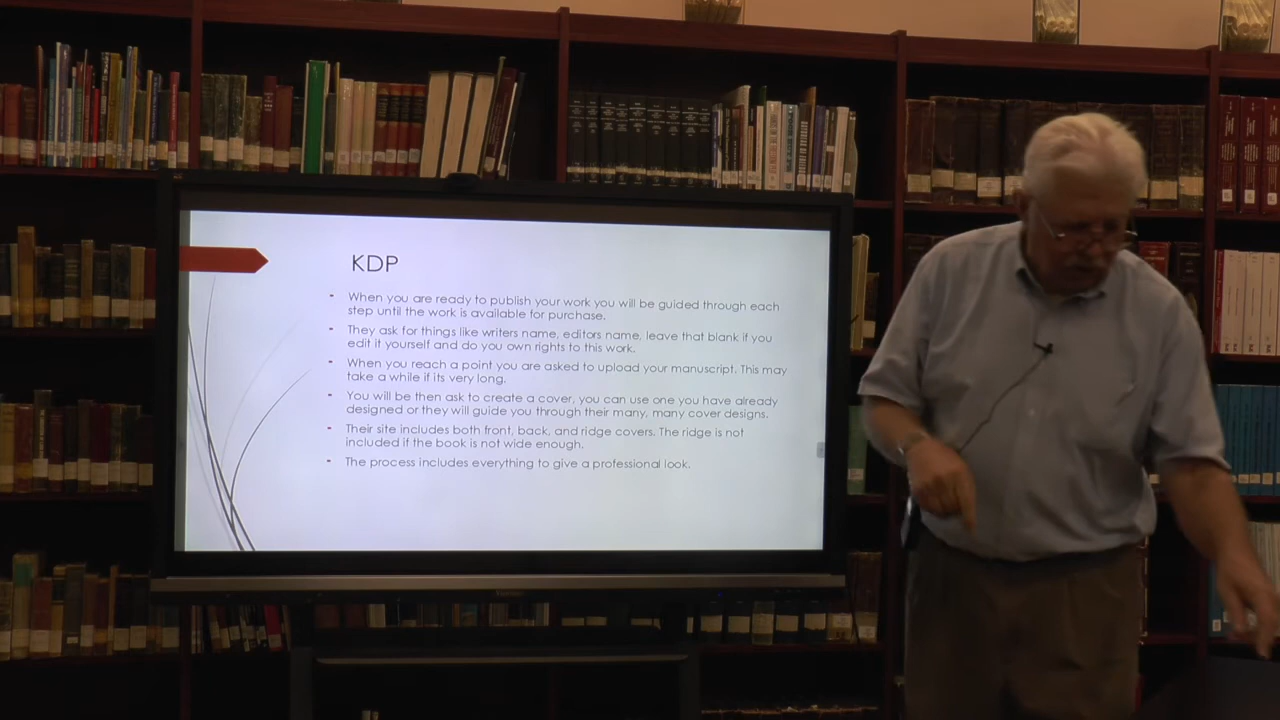 KDP
- When you are ready to publish your work you will be guided through each
step until the work is available for purchase.
- They ask for things like writers name, editors name, leave that blank if you
edit it yourself and do you own rights to this work.
- When you reach a point you are asked to upload your manuscript. This may
take a while if its very long.
- You will be then ask to create a cover, you can use one you have already
designed or they will guide you through their many, many cover designs.
- Their site includes both front, back, and ridge covers. The ridge is not
included if the book is not wide enough.
- The process includes everything to give a professional look.